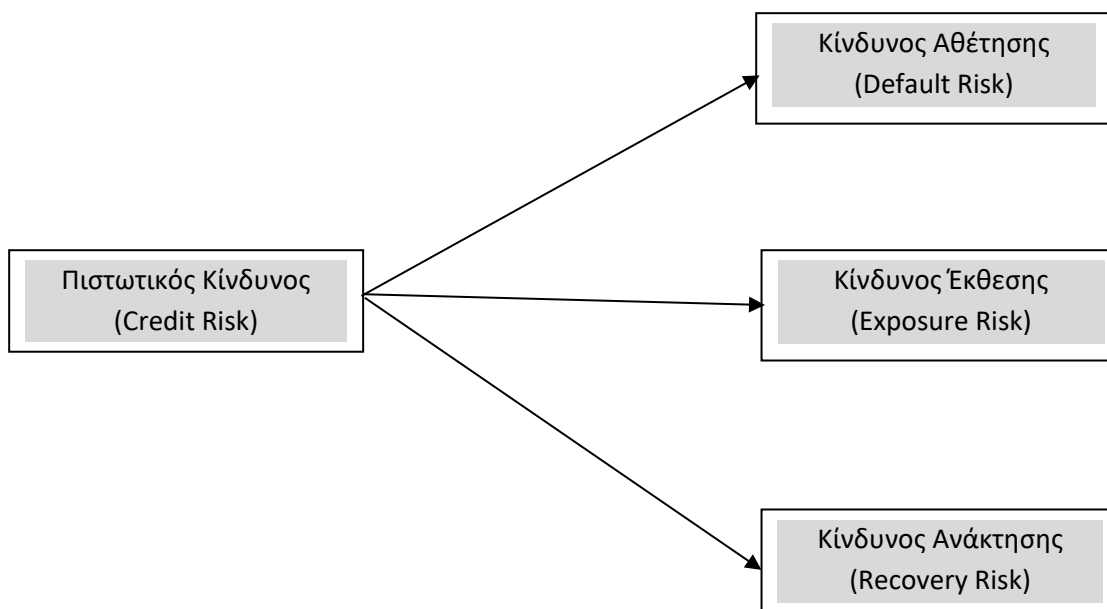 Κίνδυνος Αθέτησης
(Default Risk)
Πιστωτικός Κίνδυνος
(Credit Risk)
Κίνδυνος Έκθεσης
(Exposure Risk)
Κίνδυνος Ανάκτησης
(Recovery Risk)